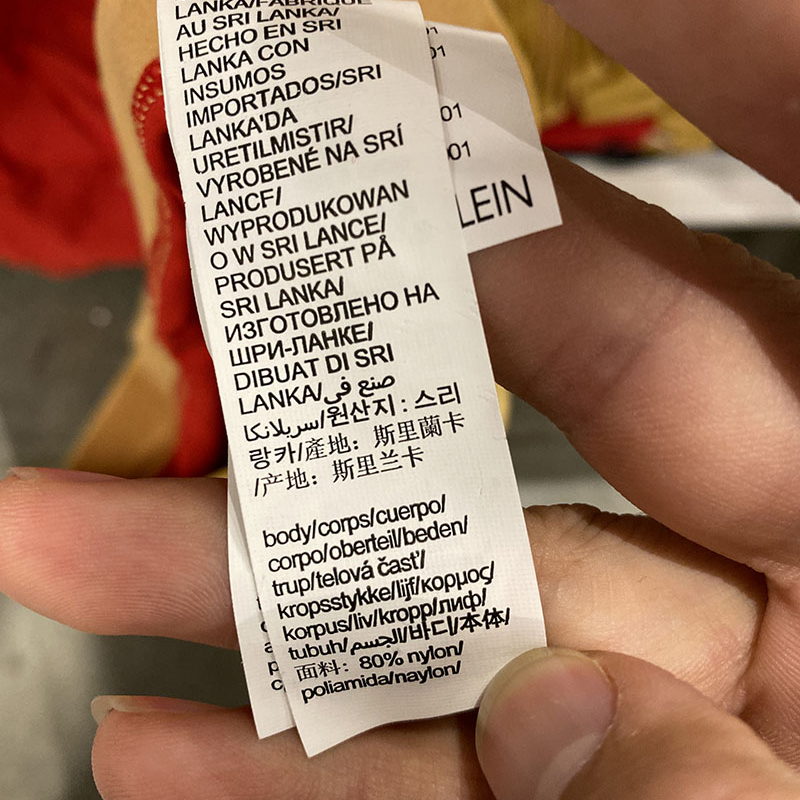 LANKA/FABRIQUÉ
AU SRI LANKA/
HECHO EN SRI
LANKA CON
INSUMOS
IMPORTADOS/SRI
LANKA'DA
URETILMISTIR/
VYROBENÉ NA SRÍ
LANCF/
WYPRODUKOWAN
O W SRI LANCE/
PRODUSERT PÅ
SRI LANKA/
ИЗГОТОВЛЕНО НА
ШРИ-ЛАНКЕ/
DIBUAT DI SRI
LANKA/صنع في
سريلانكا/원산지 : 스리
랑카/產地：斯里蘭卡
/产地：斯里兰卡
body/corps/cuerpo/
corpo/oberteil/beden/
trup/telová časť/
kropsstykke/lijf/κορμος/
korpus/liv/kropp/лиф/
tubuh/الجسم/바디/本体/
面料：80% nylon/
poliamida/naylon/
01
01
LEIN